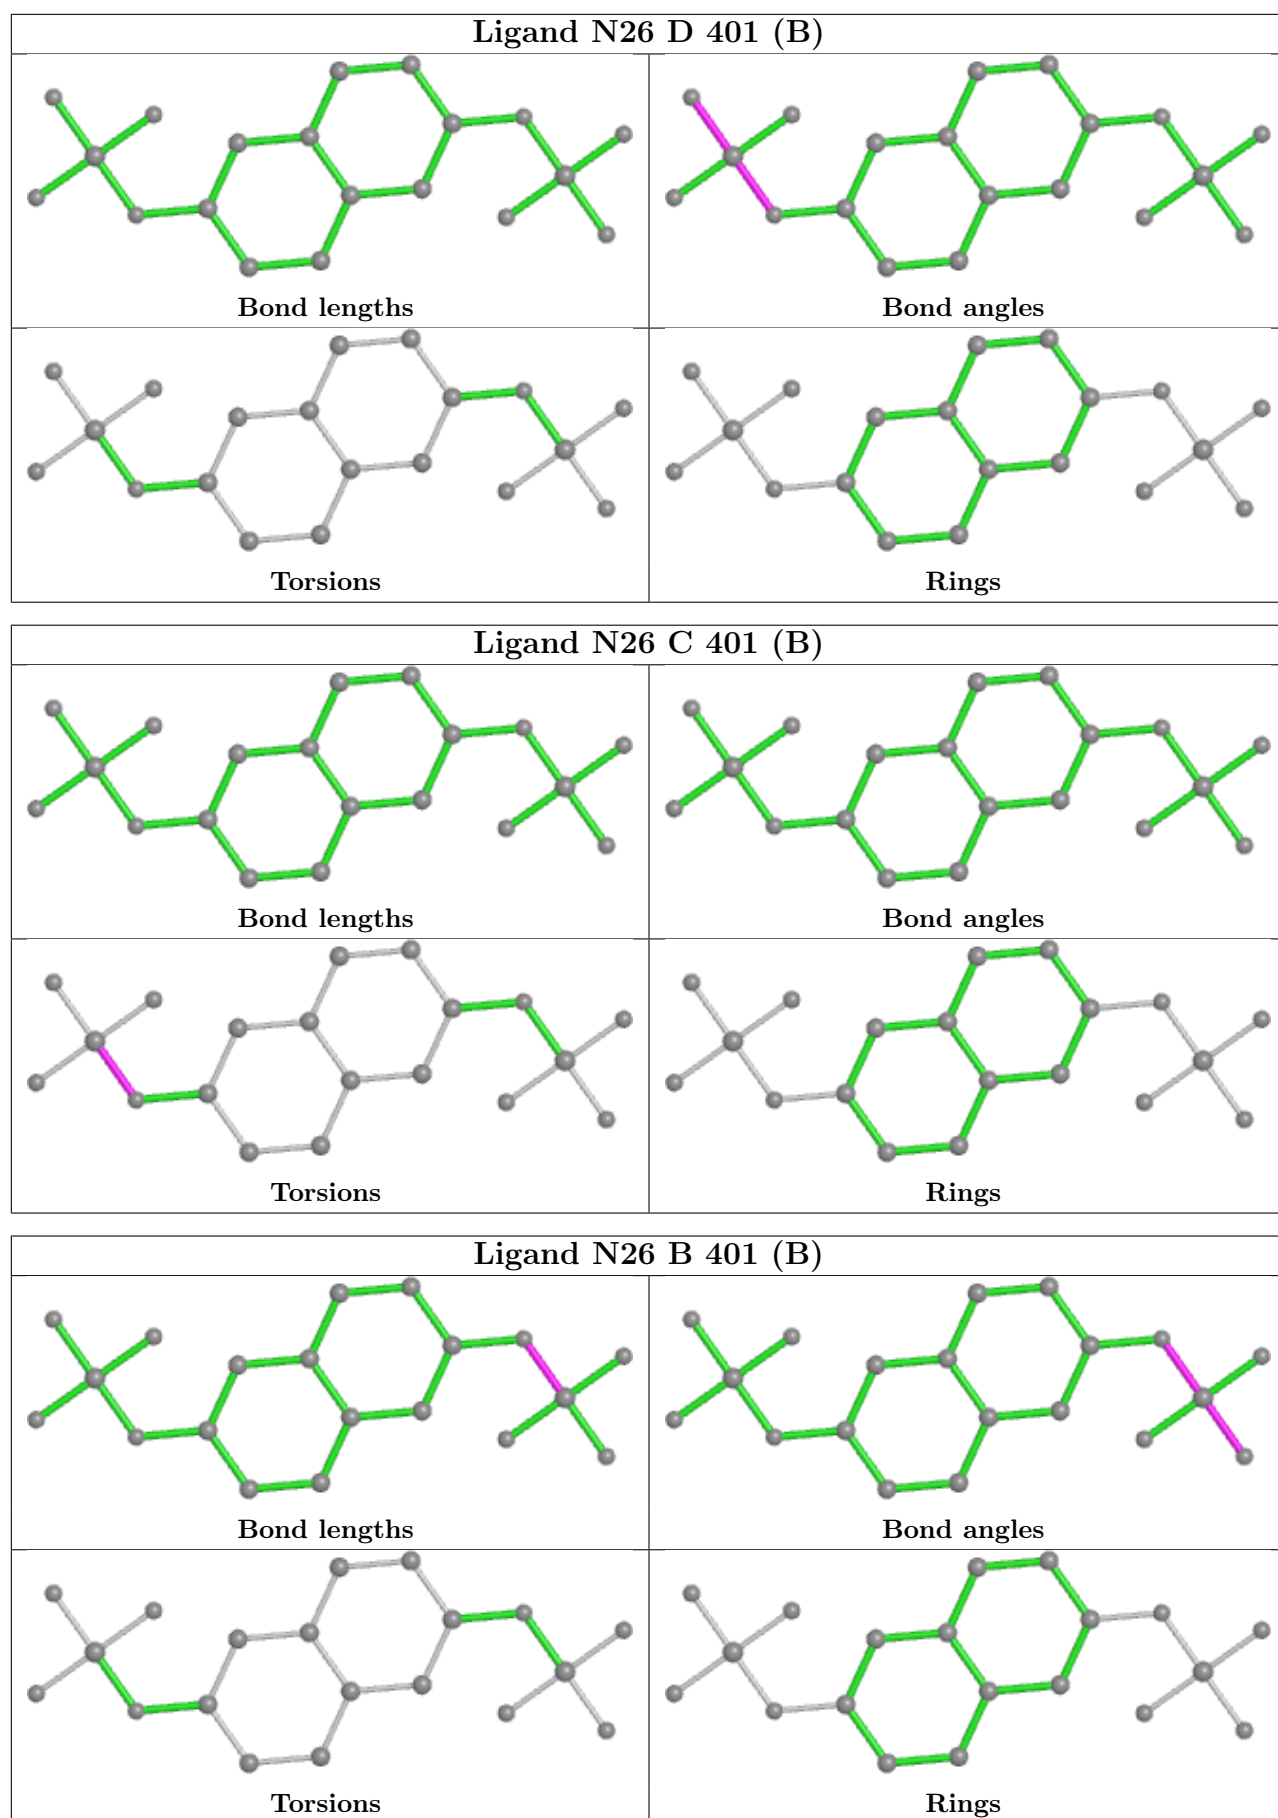 Ligand N26 D 401 (B)
Bond lengths
Bond angles
Torsions
Rings
Ligand N26 C 401 (B)
Bond lengths
Bond angles
Torsions
Rings
Ligand N26 B 401 (B)
Bond lengths
Bond angles
Torsions
Rings